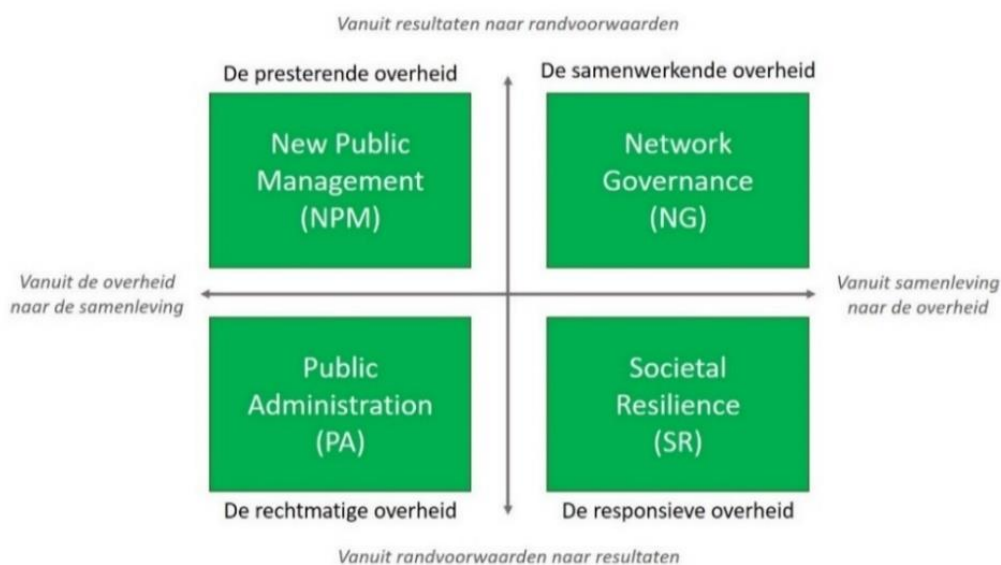 Vanuit resultaten naar randvoorwaarden
De presterende overheid
De samenwerkende overheid
New Public
Management
(NPM)
Network
Governance
(NG)
Vanuit de overheid
naar de samenleving
Vanuit samenleving
naar de overheid
Public
Administration
(PA)
Societal
Resilience
(SR)
De rechtmatige overheid
De responsieve overheid
Vanuit randvoorwaarden naar resultaten